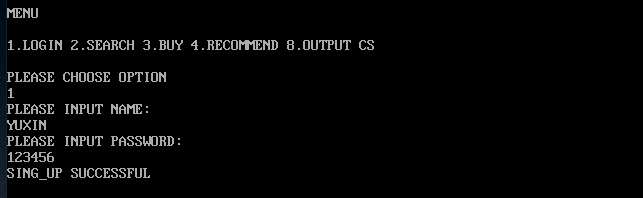 MENU
1.LOGIN 2.SEARCH 3.BUY 4.RECOMMEND 8.OUTPUT CS
PLEASE CHOOSE OPTION
1
PLEASE INPUT NAME:
YUXIN
PLEASE INPUT PASSWORD:
123456
SING_UP SUCCESSFUL